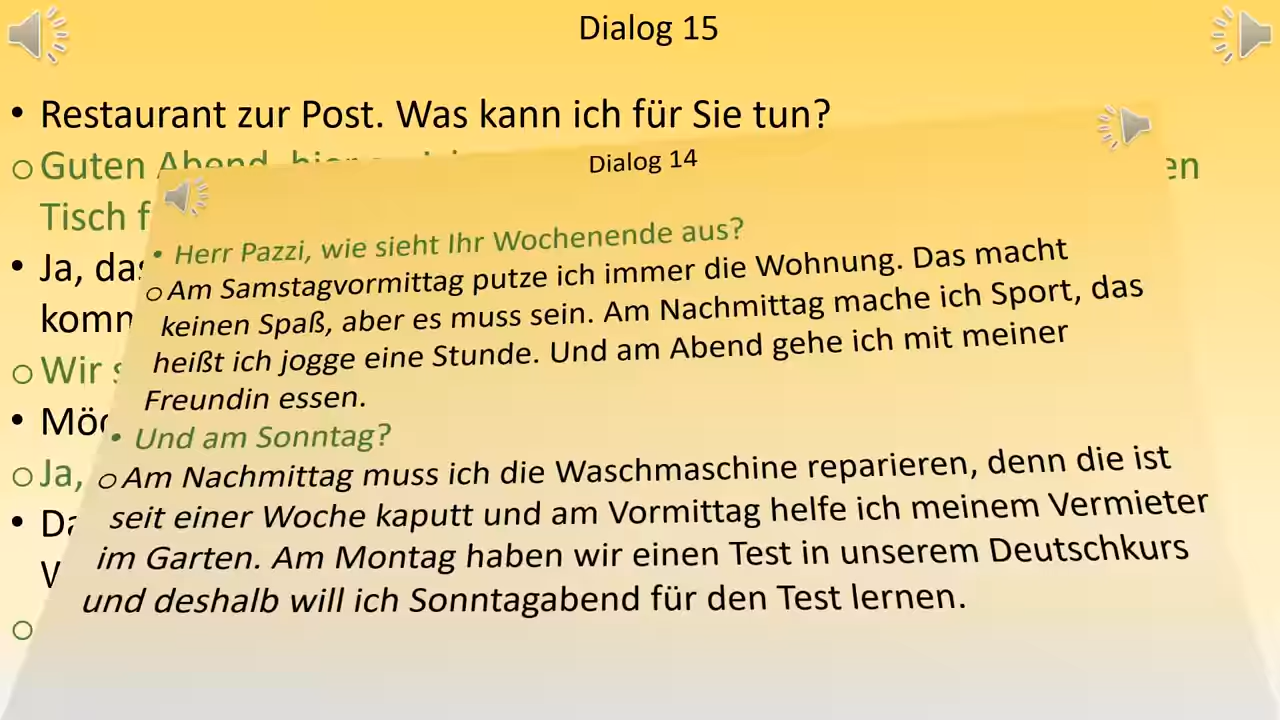 Dialog 15
• Restaurant zur Post. Was kann ich für Sie tun?
○ Guten Abend, hier
en
Tisch f
• Ja, das
komm
○ Wir s
• Möc
○ Ja,
• Da
V
○
Dialog 14
• Herr Pazzi, wie sieht Ihr Wochenende aus?
○ Am Samstagvormittag putze ich immer die Wohnung. Das macht
keinen Spaß, aber es muss sein. Am Nachmittag mache ich Sport, das
heißt ich jogge eine Stunde. Und am Abend gehe ich mit meiner
Freundin essen.
• Und am Sonntag?
○ Am Nachmittag muss ich die Waschmaschine reparieren, denn die ist
seit einer Woche kaputt und am Vormittag helfe ich meinem Vermieter
im Garten. Am Montag haben wir einen Test in unserem Deutschkurs
und deshalb will ich Sonntagabend für den Test lernen.